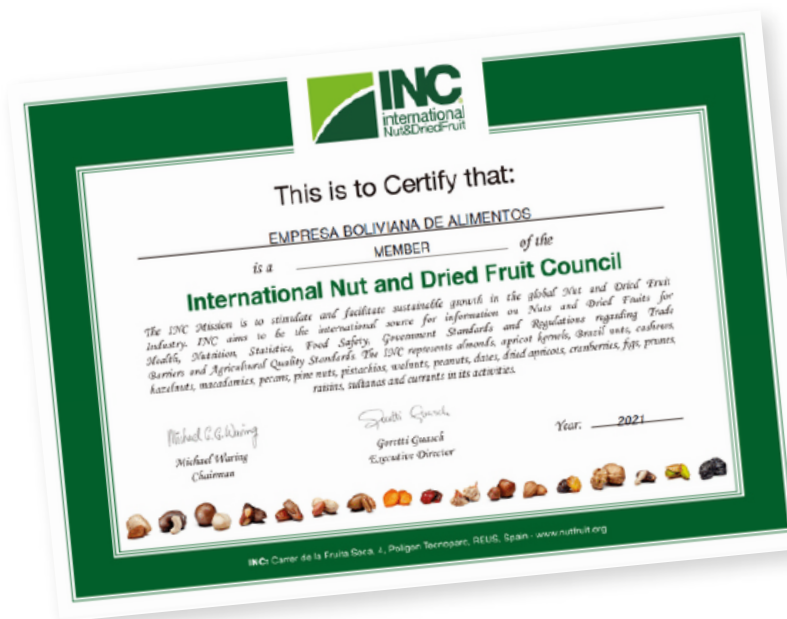 INC
international
Nut&DriedFruit
This is to Certify that:
EMPRESA BOLIVIANA DE ALIMENTOS
is a MEMBER of the
International Nut and Dried Fruit Council
The INC Mission is to stimulate and facilitate sustainable growth in the global Nut and Dried Fruit
Industry. INC aims to be the international source for information on Nuts and Dried Fruits for
Health, Nutrition, Statistics, Food Safety, Government Standards and Regulations regarding Trade
Barriers and Agricultural Quality Standards. The INC represents almonds, apricot kernels, Brazil nuts, cashews,
hazelnuts, macadamias, pecans, pine nuts, pistachios, walnuts, peanuts, dates, dried apricots, cranberries, figs, prunes,
raisins, sultanas and currants in its activities.
Michael G.G. Waring
Goretti Guasch
Michael Waring
Chairman
Goretti Guasch
Executive Director
Year: 2021
INC: Carrer de la Fruita Seca, 4, Polígon Tecnoparc, REUS, Spain - www.nutfruit.org